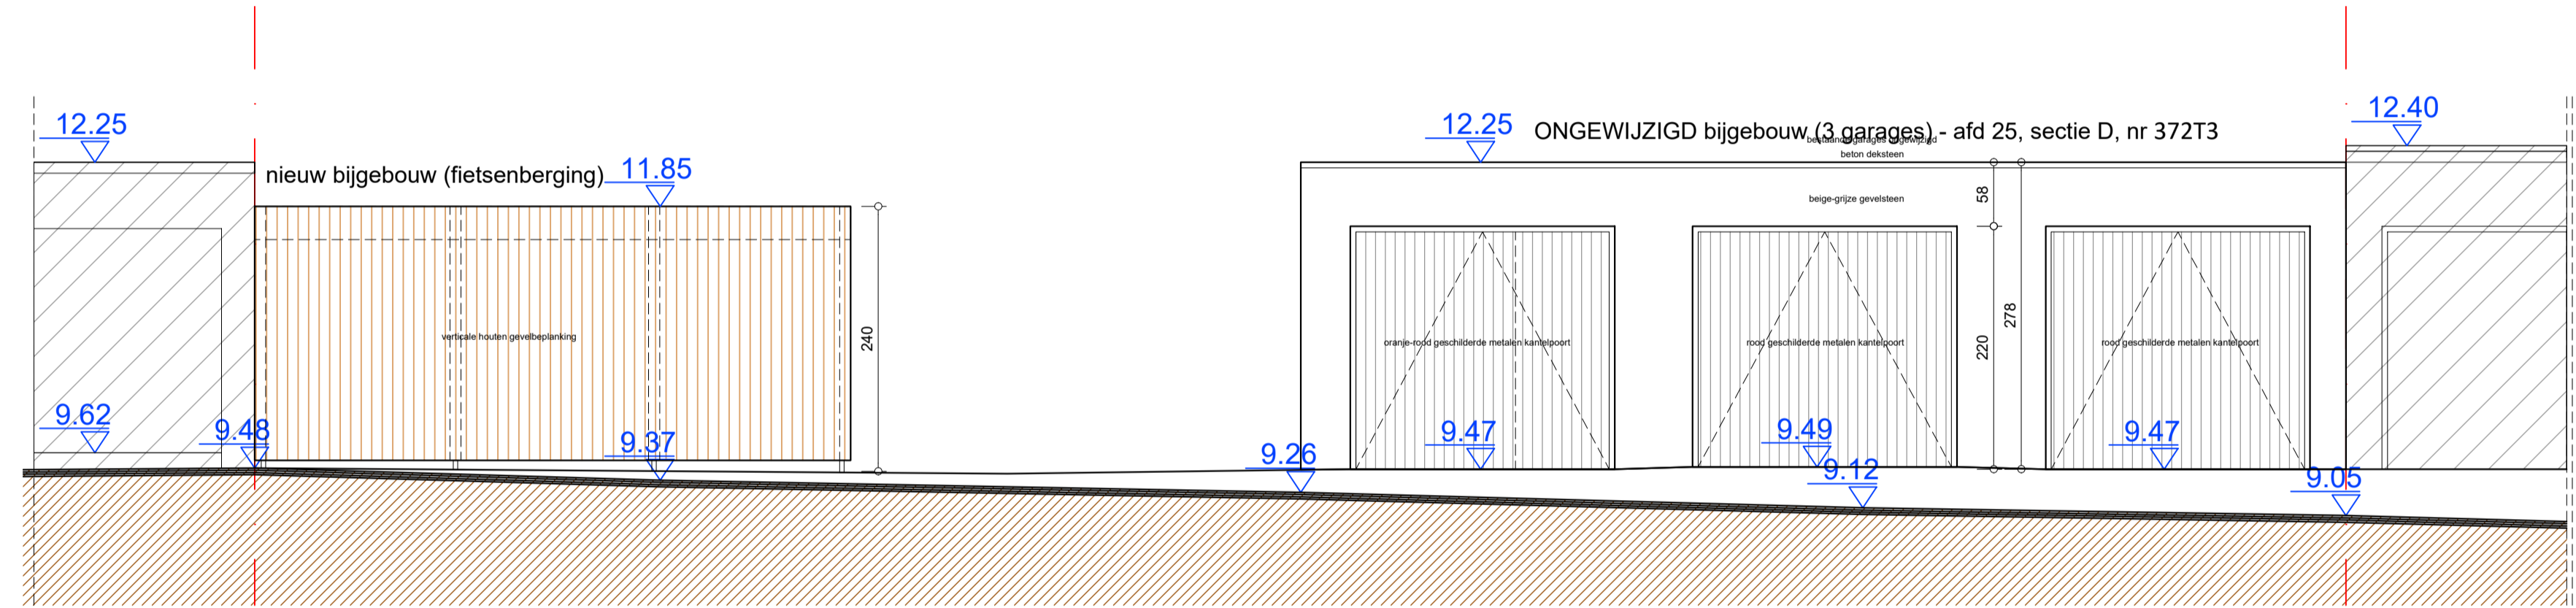 12.25
nieuw bijgebouw (fietsenberging)
11.85
verticale houten gevelbeplanking
240
9.62
9.48
9.37
12.25
ONGEWIJZIGD bijgebouw (3 garages) - afd 25, sectie D, nr 372T3
bestaande garages ongewijzigd
beton deksteen
beige-grijze gevelsteen
58
278
220
oranje-rood geschilderde metalen kantelpoort
rood geschilderde metalen kantelpoort
rood geschilderde metalen kantelpoort
9.26
9.47
9.49
9.12
9.47
9.05
12.40